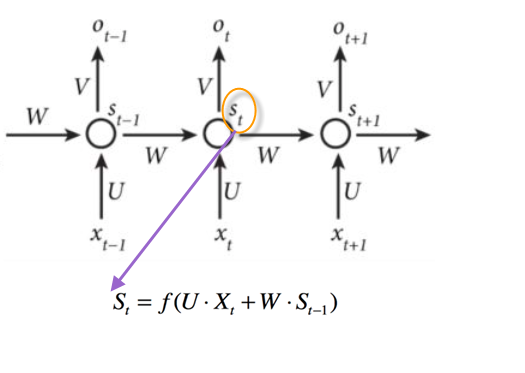 o_{t-1} o_t o_{t+1}
V V V
W s_{t-1} s_t s_{t+1}
W W W
U U U
x_{t-1} x_t x_{t+1}
S_t = f(U · X_t + W · S_{t-1})